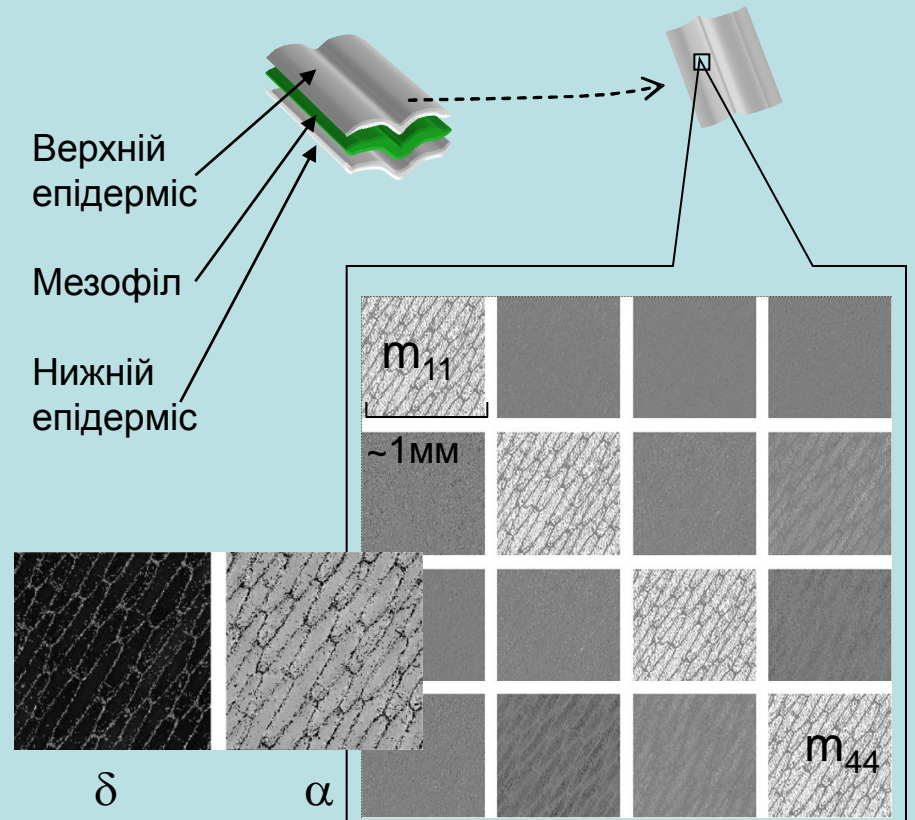 Верхній
епідерміс
Мезофіл
Нижній
епідерміс
m₁₁
~1мм
m₄₄
δ
α